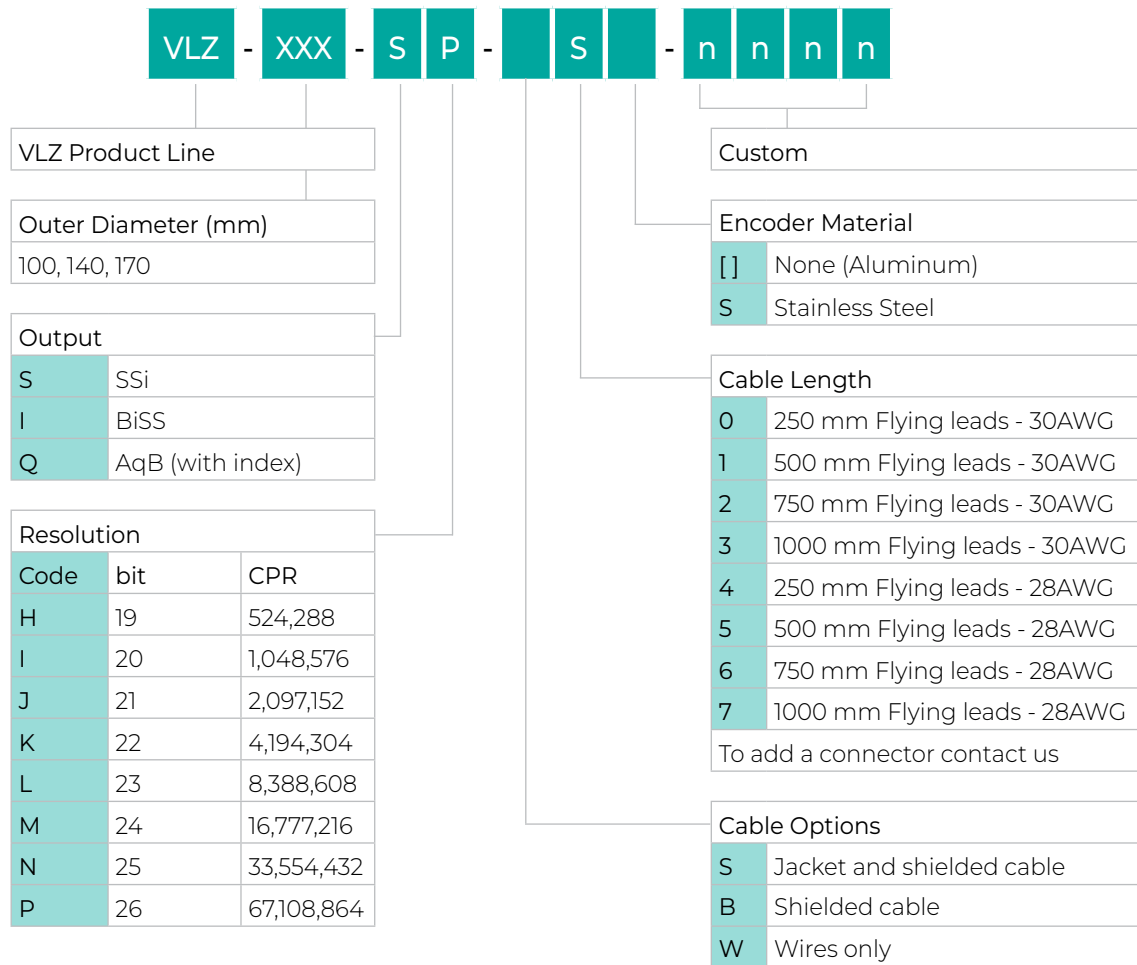 VLZ - XXX - S P - S - n n n n
VLZ Product Line
Outer Diameter (mm)
100, 140, 170
Output
S SSi
I BiSS
Q AqB (with index)
Resolution
Code bit CPR
H 19 524,288
I 20 1,048,576
J 21 2,097,152
K 22 4,194,304
L 23 8,388,608
M 24 16,777,216
N 25 33,554,432
P 26 67,108,864
Custom
Encoder Material
[ ] None (Aluminum)
S Stainless Steel
Cable Length
0 250 mm Flying leads - 30AWG
1 500 mm Flying leads - 30AWG
2 750 mm Flying leads - 30AWG
3 1000 mm Flying leads - 30AWG
4 250 mm Flying leads - 28AWG
5 500 mm Flying leads - 28AWG
6 750 mm Flying leads - 28AWG
7 1000 mm Flying leads - 28AWG
To add a connector contact us
Cable Options
S Jacket and shielded cable
B Shielded cable
W Wires only